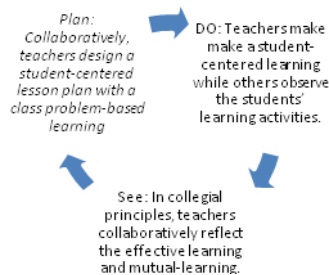 Plan:
Collaboratively,
teachers design a
student-centered
lesson plan with a
class problem-based
learning
DO: Teachers make
make a student-
centered learning
while others observe
the students'
learning activities.
See: In collegial
principles, teachers
collaboratively reflect
the effective learning
and mutual-learning.